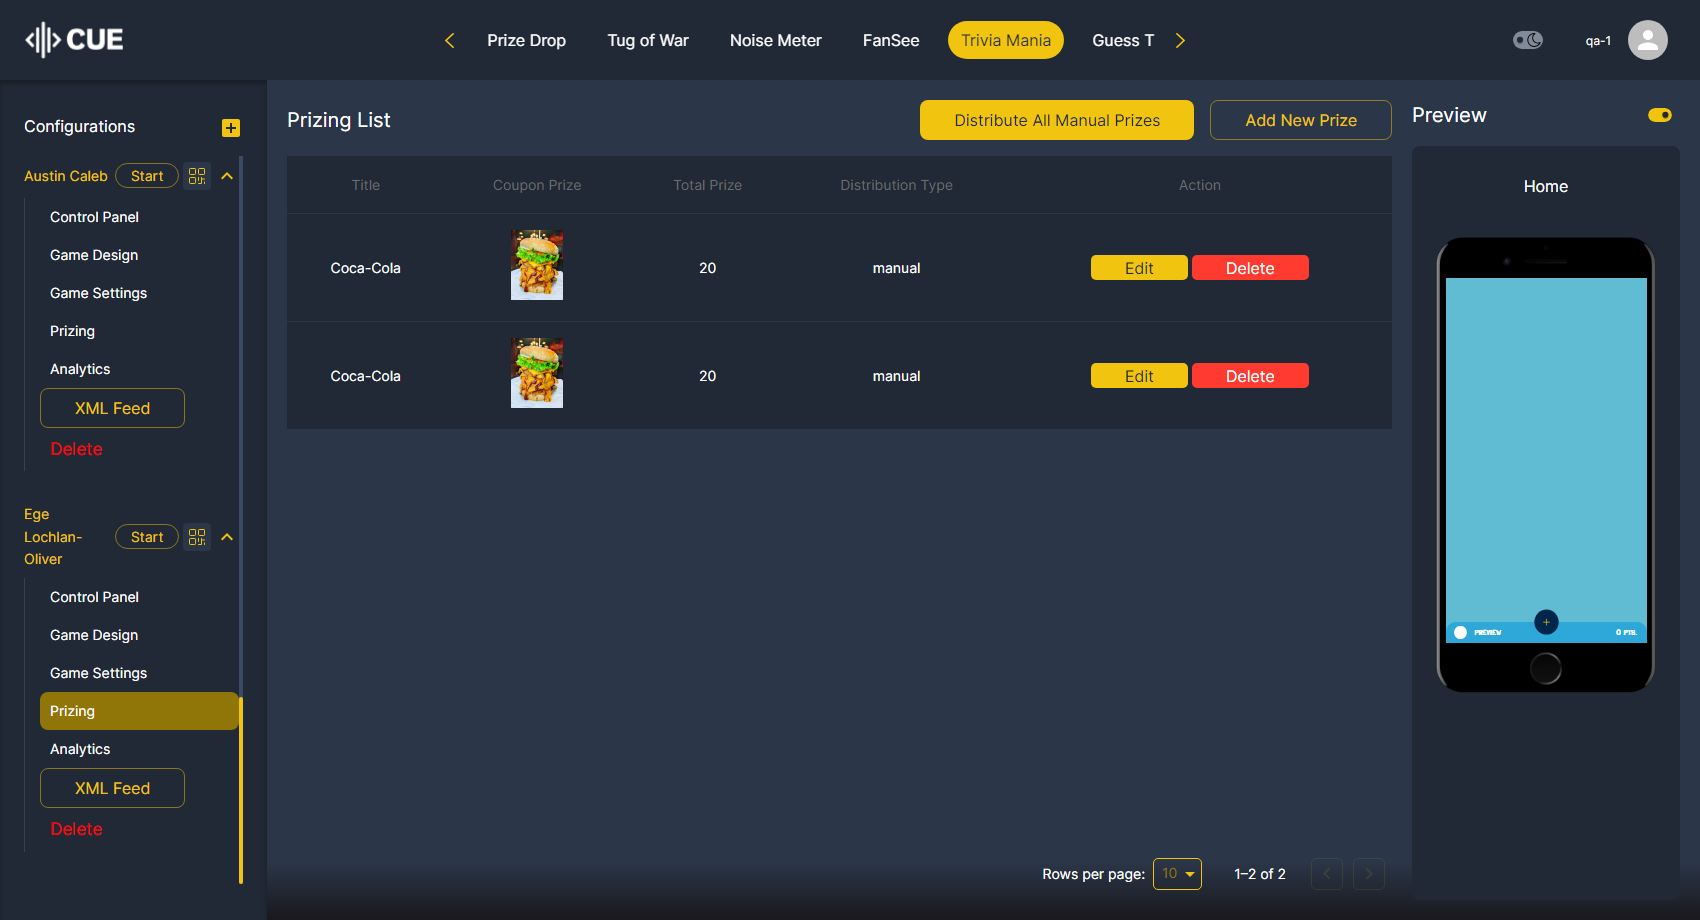 CUE
Prize Drop
Tug of War
Noise Meter
FanSee
Trivia Mania
Guess T
qa-1
Configurations
Austin Caleb
Start
Control Panel
Game Design
Game Settings
Prizing
Analytics
XML Feed
Delete
Ege
Lochlan-
Oliver
Start
Control Panel
Game Design
Game Settings
Prizing
Analytics
XML Feed
Delete
Prizing List
Distribute All Manual Prizes
Add New Prize
Title Coupon Prize Total Prize Distribution Type Action
Coca-Cola 20 manual Edit Delete
Coca-Cola 20 manual Edit Delete
Rows per page: 10 1–2 of 2
Preview
Home
PREVIEW
0 PTS.